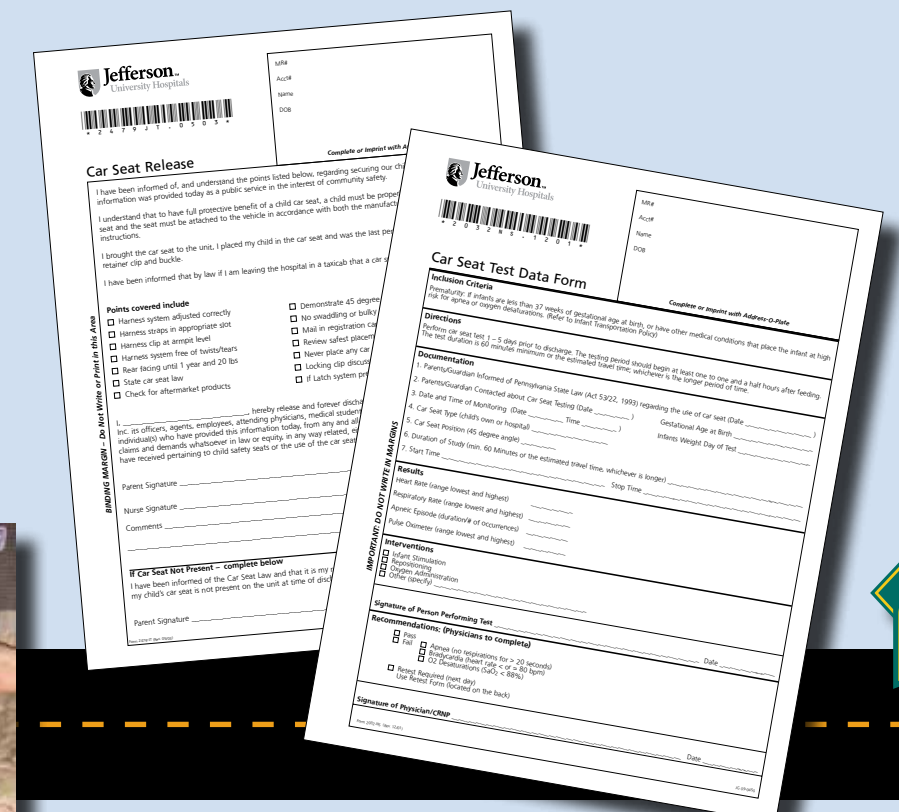 Jefferson™
University Hospitals
*2479JT-0503*
MR#
Acct#
Name
DOB
Complete or Imprint with
Car Seat Release
I have been informed of, and understand the points listed below, regarding securing our
information was provided today as a public service in the interest of community safety.
I understand that to have full protective benefit of a child car seat, a child must be
seat and the seat must be attached to the vehicle in accordance with both the
instructions.
I brought the car seat to the unit, I placed my child in the car seat and was the last
retainer clip and buckle.
I have been informed that by law if I am leaving the hospital in a taxicab that a car
Points covered include
Harness system adjusted correctly
Harness straps in appropriate slot
Harness clip at armpit level
Harness system free of twists/tears
Rear facing until 1 year and 20 lbs
State car seat law
Check for aftermarket products
Demonstrate 45 degree
No swaddling or bulky
Mail in registration
Review safest
Never place any car
Locking clip
If Latch system
I, ____________________, hereby release and forever
Inc. its officers, agents, employees, attending physicians, medical
individual(s) who have provided this information today, from any and all
claims and demands whatsoever in law or equity, in any way related,
have received pertaining to child safety seats or the use of the car
Parent Signature
Nurse Signature
Comments
If Car Seat Not Present – complete below
I have been informed of the Car Seat Law and that it is my
my child's car seat is not present on the unit at time of
Parent Signature
BINDING MARGIN – Do Not Write or Print in this Area
Jefferson™
University Hospitals
*2032NS-1201*
MR#
Acct#
Name
DOB
Complete or Imprint with Address-O-Plate
Car Seat Test Data Form
Inclusion Criteria
Prematurity: If infants are less than 37 weeks of gestational age at birth, or have other medical conditions that place the infant at high
risk for apnea or oxygen desaturations. (Refer to Infant Transportation Policy)
Directions
Perform car seat test 1 – 5 days prior to discharge. The testing period should begin at least one to one and a half hours after feeding.
The test duration is 60 minutes minimum or the estimated travel time, whichever is the longer period of time.
Documentation
1. Parents/Guardian Informed of Pennsylvania State Law (Act 53/22, 1993) regarding the use of car seat (Date ________ )
2. Parents/Guardian Contacted about Car Seat Testing (Date ________ ) Gestational Age at Birth ________
3. Date and Time of Monitoring (Date ________ Time ________ ) Infants Weight Day of Test ________
4. Car Seat Type (child's own or hospital) ________
5. Car Seat Position (45 degree angle) ________
6. Duration of Study (min. 60 Minutes or the estimated travel time, whichever is longer) ________
7. Start Time ________ Stop Time ________
Results
Heart Rate (range lowest and highest)
Respiratory Rate (range lowest and highest)
Apneic Episode (duration/# of occurrences)
Pulse Oximeter (range lowest and highest)
Interventions
Infant Stimulation
Repositioning
Oxygen Administration
Other (specify)
Signature of Person Performing Test ________ Date ________
Recommendations: (Physicians to complete)
Pass
Fail
Apnea (no respirations for > 20 seconds)
Bradycardia (heart rate < or = 80 bpm)
O2 Desaturations (SaO₂ < 88%)
Retest Required (next day)
Use Retest Form (located on the back)
Signature of Physician/CRNP ________ Date ________
IMPORTANT: DO NOT WRITE IN MARGINS